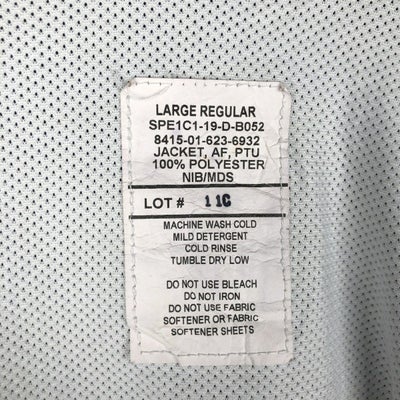 LARGE REGULAR
SPE1C1-19-D-B052
8415-01-623-6932
JACKET, AF, PTU
100% POLYESTER
NIB/MDS
LOT # 11C
MACHINE WASH COLD
MILD DETERGENT
COLD RINSE
TUMBLE DRY LOW
DO NOT USE BLEACH
DO NOT IRON
DO NOT USE FABRIC
SOFTENER OR FABRIC
SOFTENER SHEETS